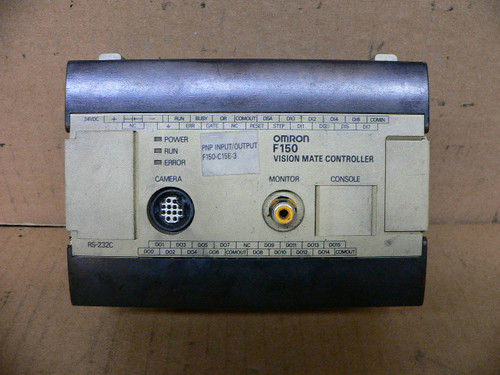 24VDC + − RUN BUSY OR COMOUT DSA DI0 DI2 DI4 DI6 COMIN
NC + ERR GATE NC RESET STEP DI1 DI3 DI5 DI7
POWER
RUN
ERROR
PNP INPUT/OUTPUT
F150-C15E-3
OMRON
F150
VISION MATE CONTROLLER
CAMERA
MONITOR
CONSOLE
RS-232C
DO1 DO3 DO5 DO7 NC DO9 DO11 DO13 DO15
DO0 DO2 DO4 DO6 COMOUT DO8 DO10 DO12 DO14 COMOUT